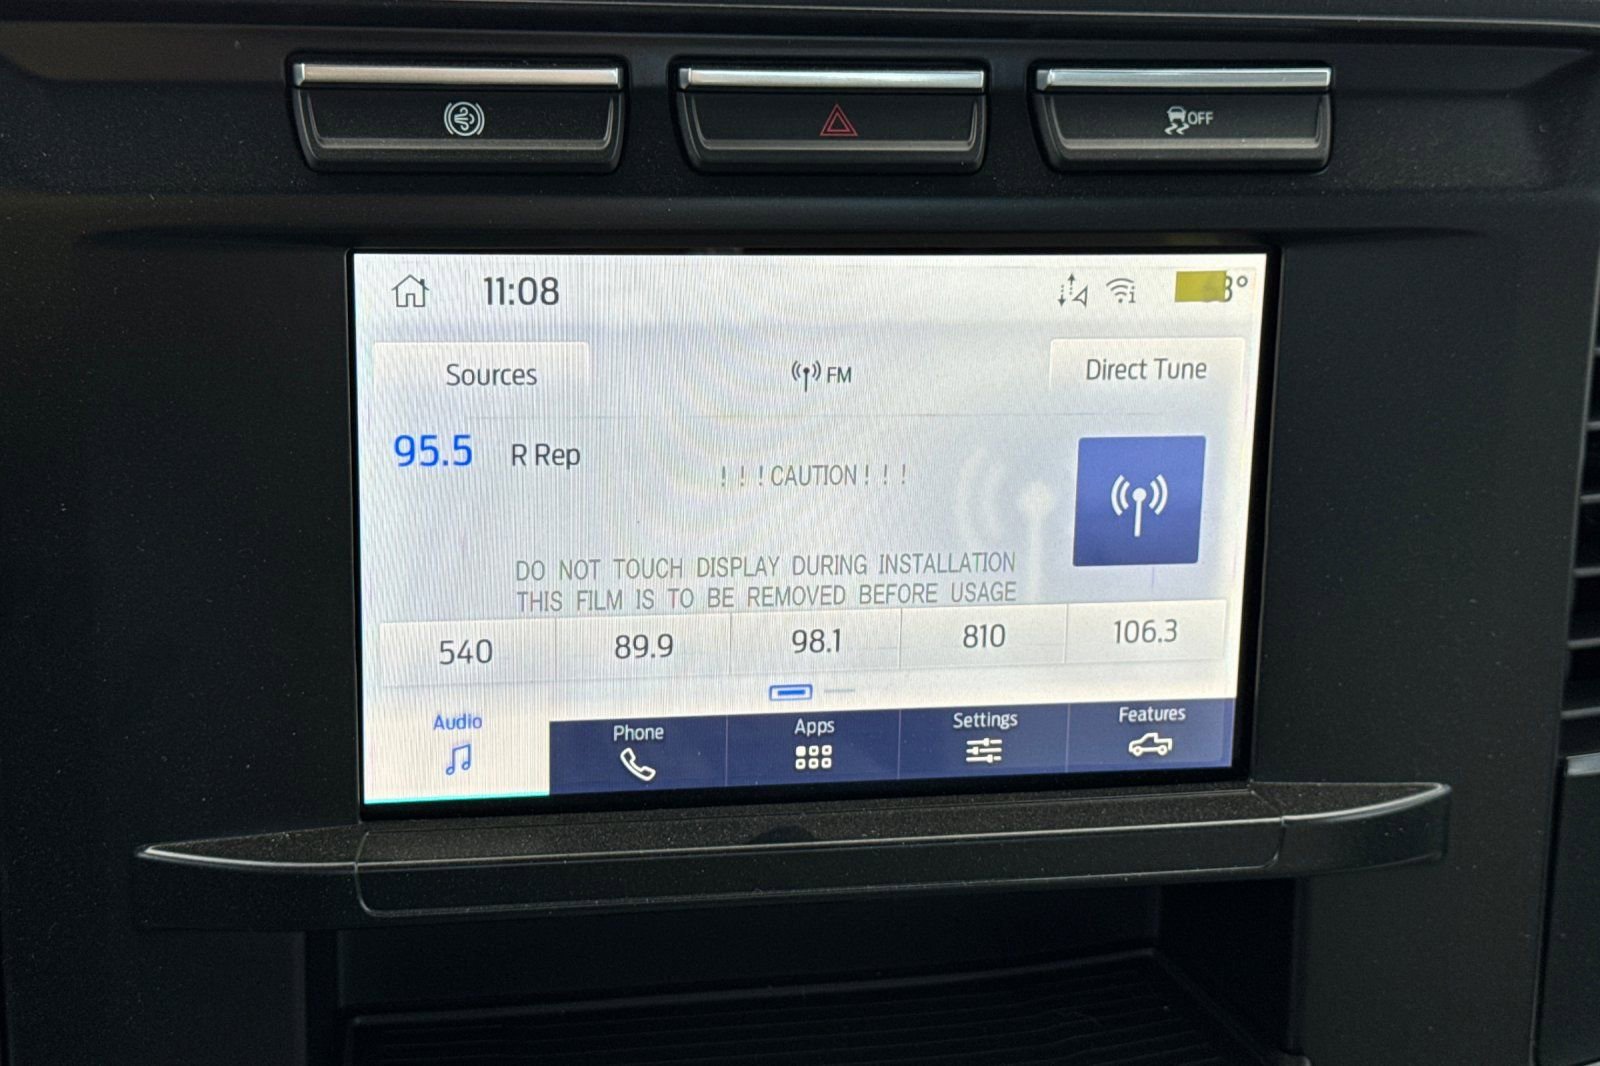 OFF
11:08
Sources
FM
Direct Tune
95.5 R Rep
! ! ! CAUTION ! ! !
DO NOT TOUCH DISPLAY DURING INSTALLATION
THIS FILM IS TO BE REMOVED BEFORE USAGE
540 89.9 98.1 810 106.3
Audio Phone Apps Settings Features